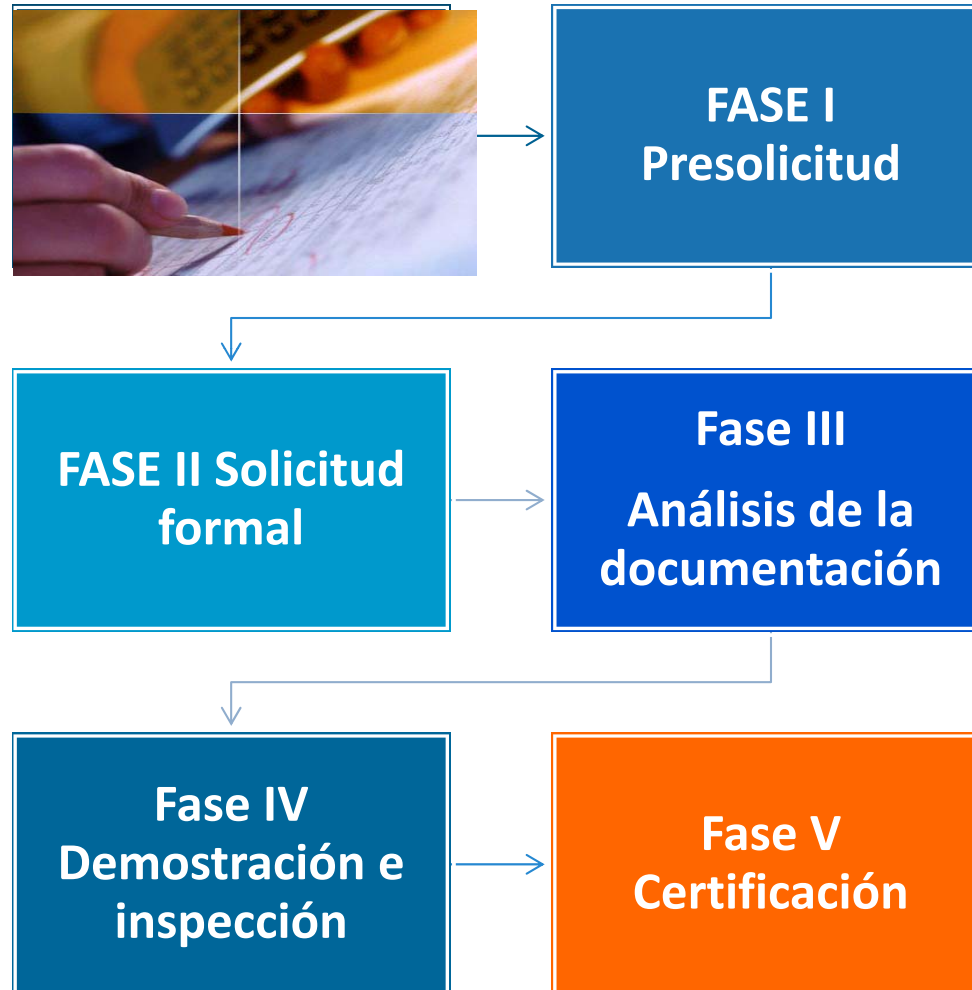 FASE I
Presolicitud
FASE II Solicitud
formal
Fase III
Análisis de la
documentación
Fase IV
Demostración e
inspección
Fase V
Certificación